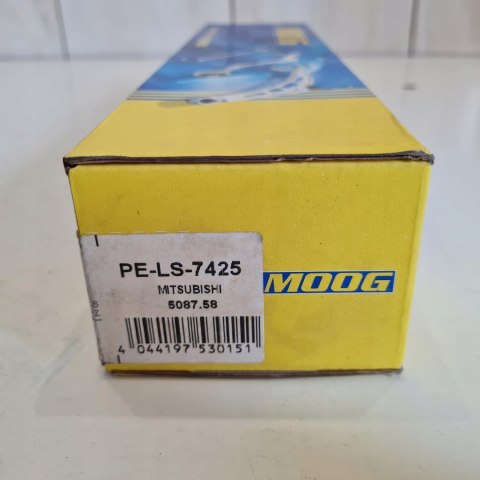 PE-LS-7425
MITSUBISHI
5087.58
4 044197 530151
MOOG